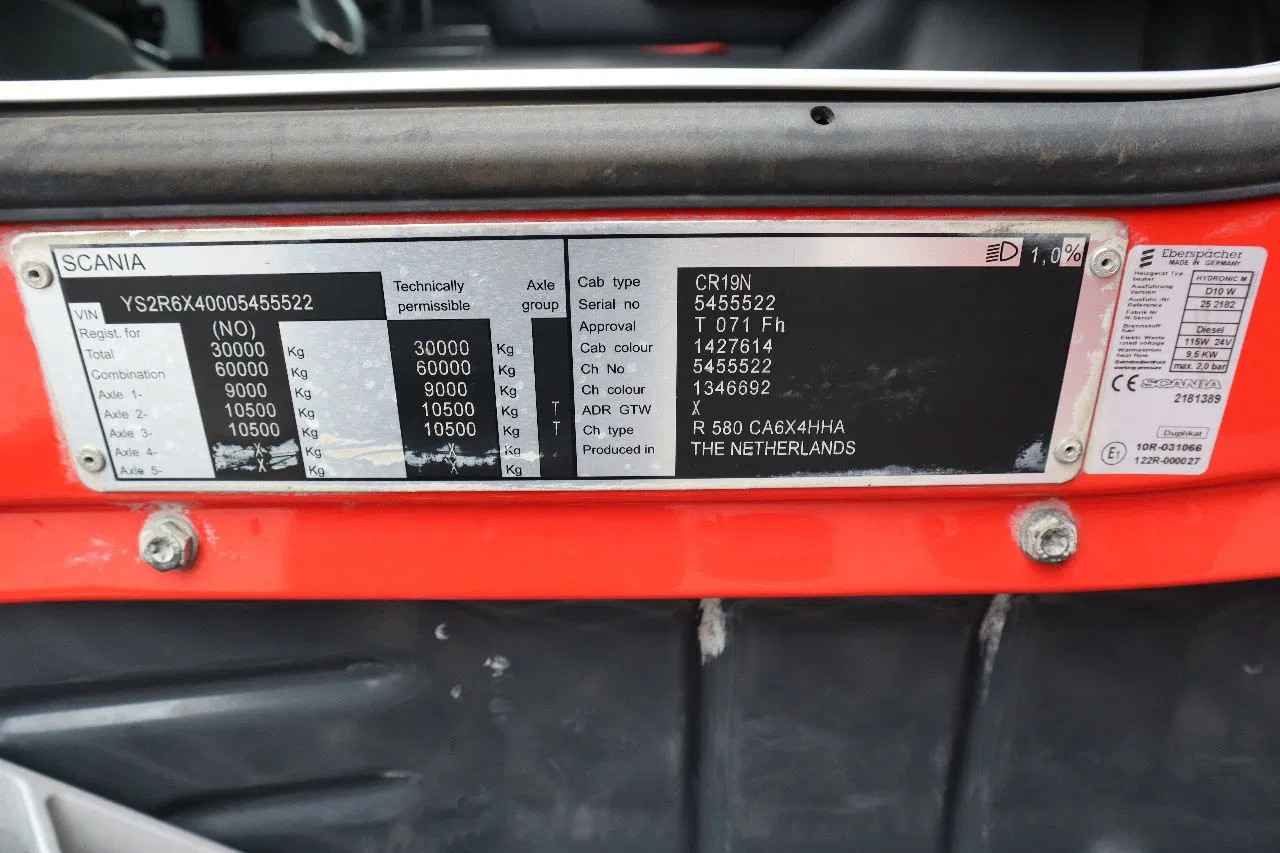 SCANIA
YS2R6X40005455522
VIN
Technically permissible
Axle group
Regist. for (NO)
Total 30000 Kg 30000 Kg
Combination 60000 Kg 60000 Kg
Axle 1- 9000 Kg 9000 Kg
Axle 2- 10500 Kg 10500 Kg T
Axle 3- 10500 Kg 10500 Kg T
Axle 4- X Kg X Kg
Axle 5- X Kg X Kg
1,0%
Cab type CR19N
Serial no 5455522
Approval T 071 Fh
Cab colour 1427614
Ch No 5455522
Ch colour 1346692
ADR GTW X
Ch type R 580 CA6X4HHA
Produced in THE NETHERLANDS
Eberspächer
MADE IN GERMANY
HYDRONIC M
D10 W
25 2182
Diesel
115W 24V
9,5 KW
max. 2,0 bar
CE SCANIA
2181389
Duplikat
E1 10R-031066
122R-000027